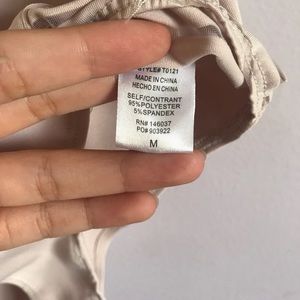 STYLE# T0121
MADE IN CHINA
HECHO EN CHINA
SELF/CONTRANT
95%POLYESTER
5%SPANDEX
RN# 146037
PO# 903922
M